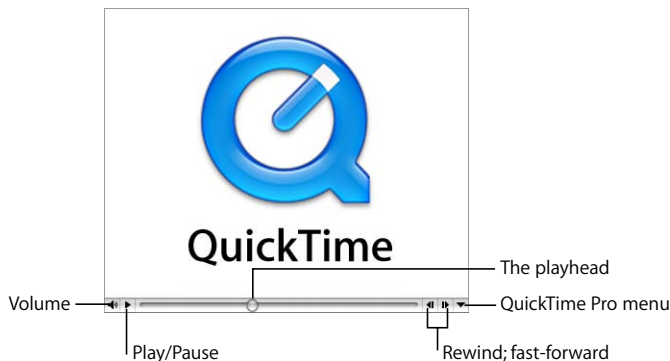 QuickTime
The playhead
Volume
QuickTime Pro menu
Play/Pause
Rewind; fast-forward